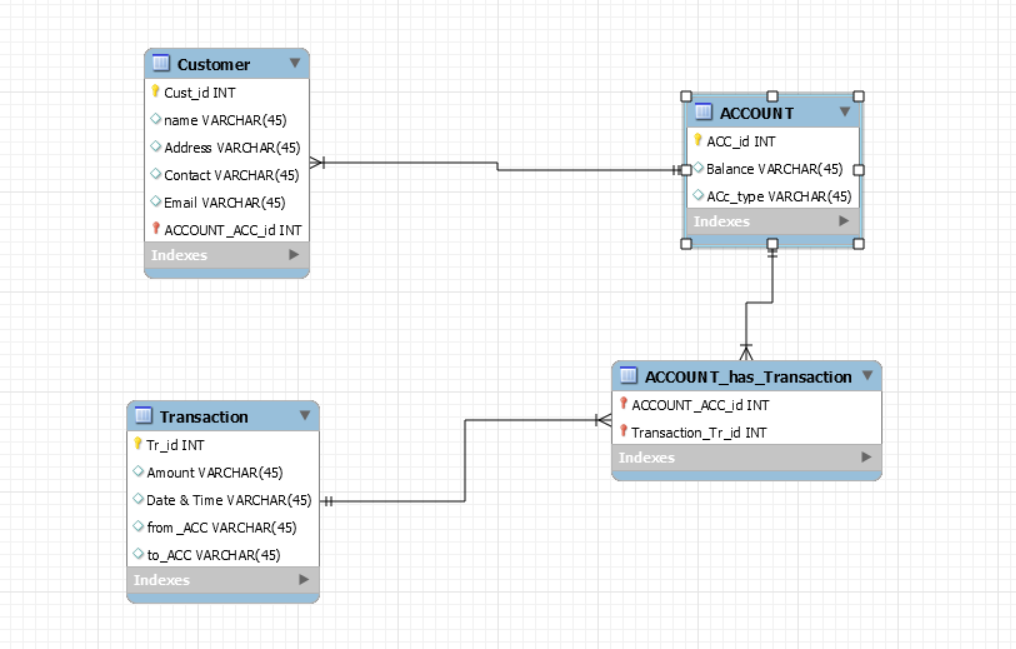 Customer
Cust_id INT
name VARCHAR(45)
Address VARCHAR(45)
Contact VARCHAR(45)
Email VARCHAR(45)
ACCOUNT_ACC_id INT
Indexes
ACCOUNT
ACC_id INT
Balance VARCHAR(45)
ACc_type VARCHAR(45)
Indexes
Transaction
Tr_id INT
Amount VARCHAR(45)
Date & Time VARCHAR(45)
from_ACC VARCHAR(45)
to_ACC VARCHAR(45)
Indexes
ACCOUNT_has_Transaction
ACCOUNT_ACC_id INT
Transaction_Tr_id INT
Indexes